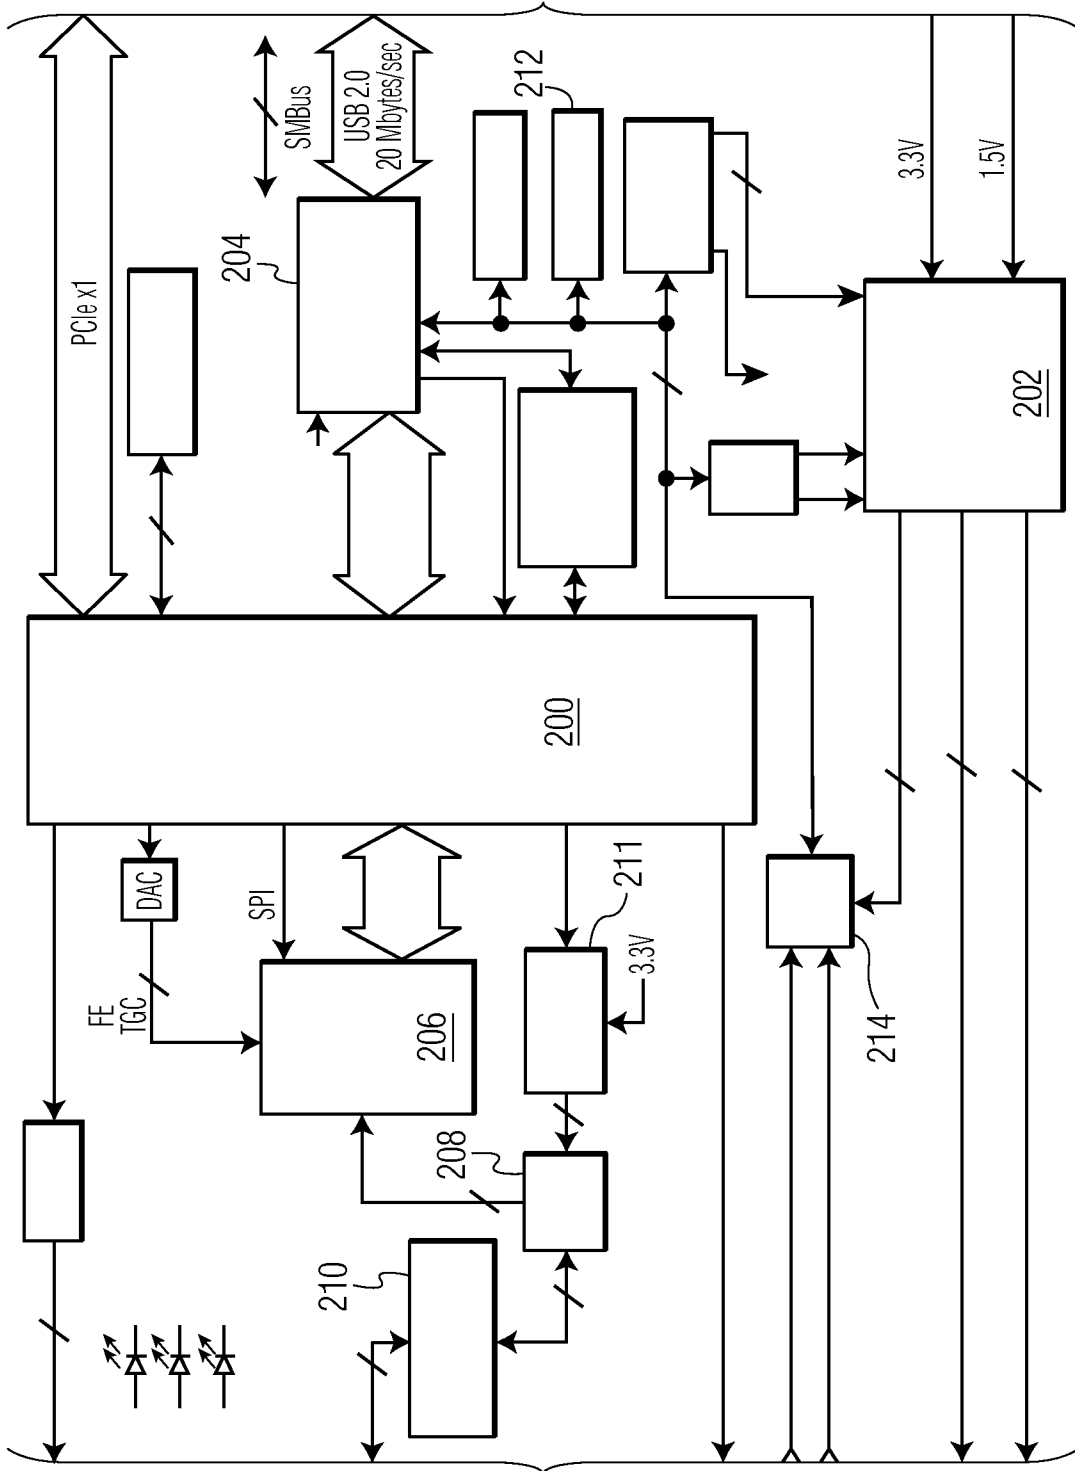 PCIe x1
SMBus
USB 2.0
20 Mbytes/sec
204
212
3.3V
1.5V
202
200
DAC
FE
TGC
SPI
206
211
3.3V
214
208
210